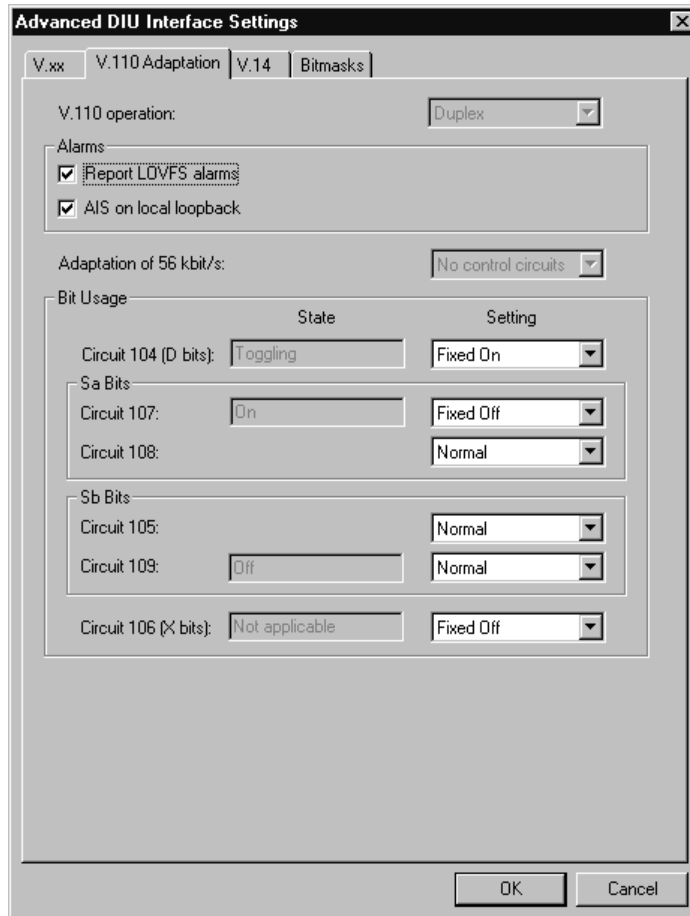 Advanced DIU Interface Settings
V.xx V.110 Adaptation V.14 Bitmasks
V.110 operation: Duplex
Alarms
Report LOVFS alarms
AIS on local loopback
Adaptation of 56 kbit/s: No control circuits
Bit Usage
State Setting
Circuit 104 (D bits): Toggling Fixed On
Sa Bits
Circuit 107: On Fixed Off
Circuit 108: Normal
Sb Bits
Circuit 105: Normal
Circuit 109: Off Normal
Circuit 106 (X bits): Not applicable Fixed Off
OK Cancel